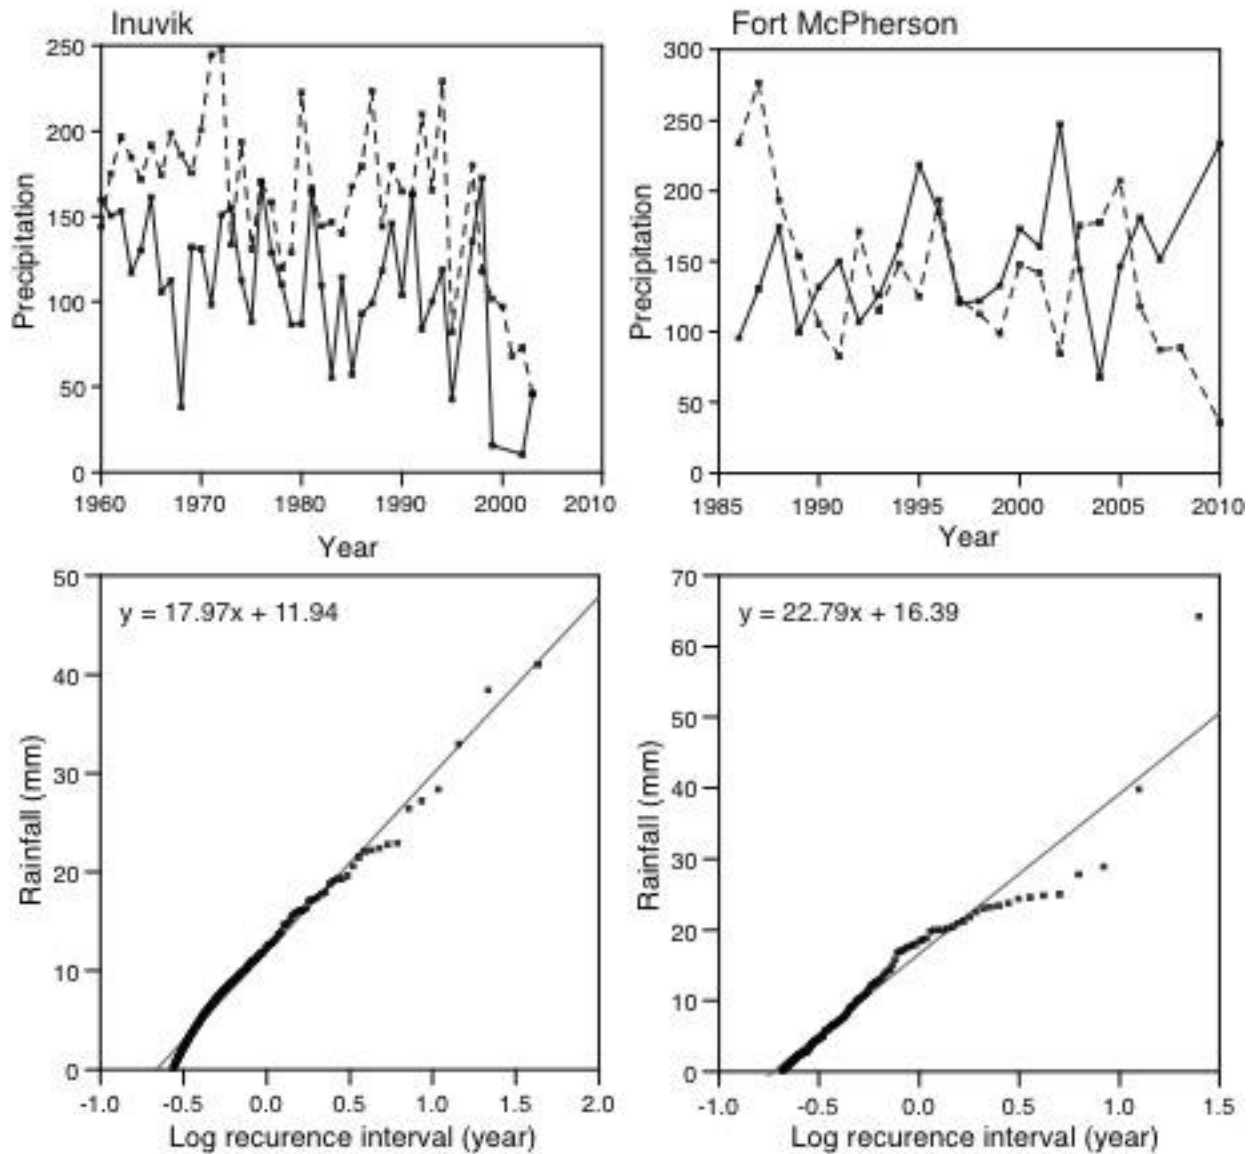 Inuvik
Fort McPherson
250
200
150
100
50
0
Precipitation
1960 1970 1980 1990 2000 2010
Year
300
250
200
150
100
50
0
Precipitation
1985 1990 1995 2000 2005 2010
Year
50
40
30
20
10
0
Rainfall (mm)
y = 17.97x + 11.94
-1.0 -0.5 0.0 0.5 1.0 1.5 2.0
Log recurence interval (year)
70
60
50
40
30
20
10
0
Rainfall (mm)
y = 22.79x + 16.39
-1.0 -0.5 0.0 0.5 1.0 1.5
Log recurence interval (year)